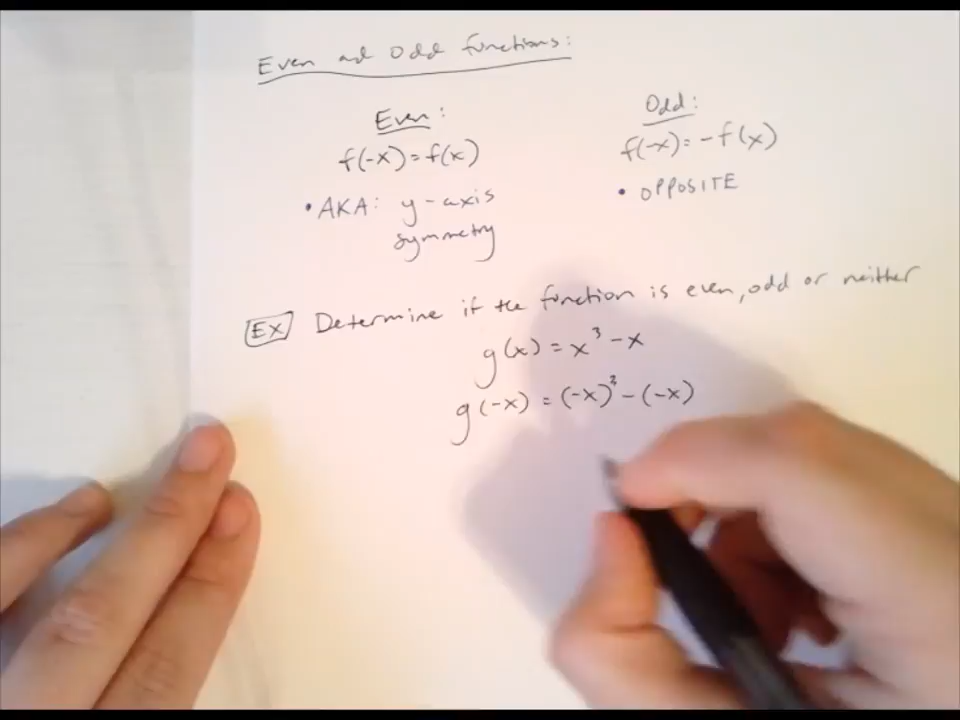 Even and Odd functions:
Even:
f(-x)=f(x)
• AKA: y-axis
symmetry
Odd:
f(-x)=-f(x)
• OPPOSITE
Ex Determine if the function is even, odd or neither
g(x)=x³-x
g(-x)=(-x)³-(-x)